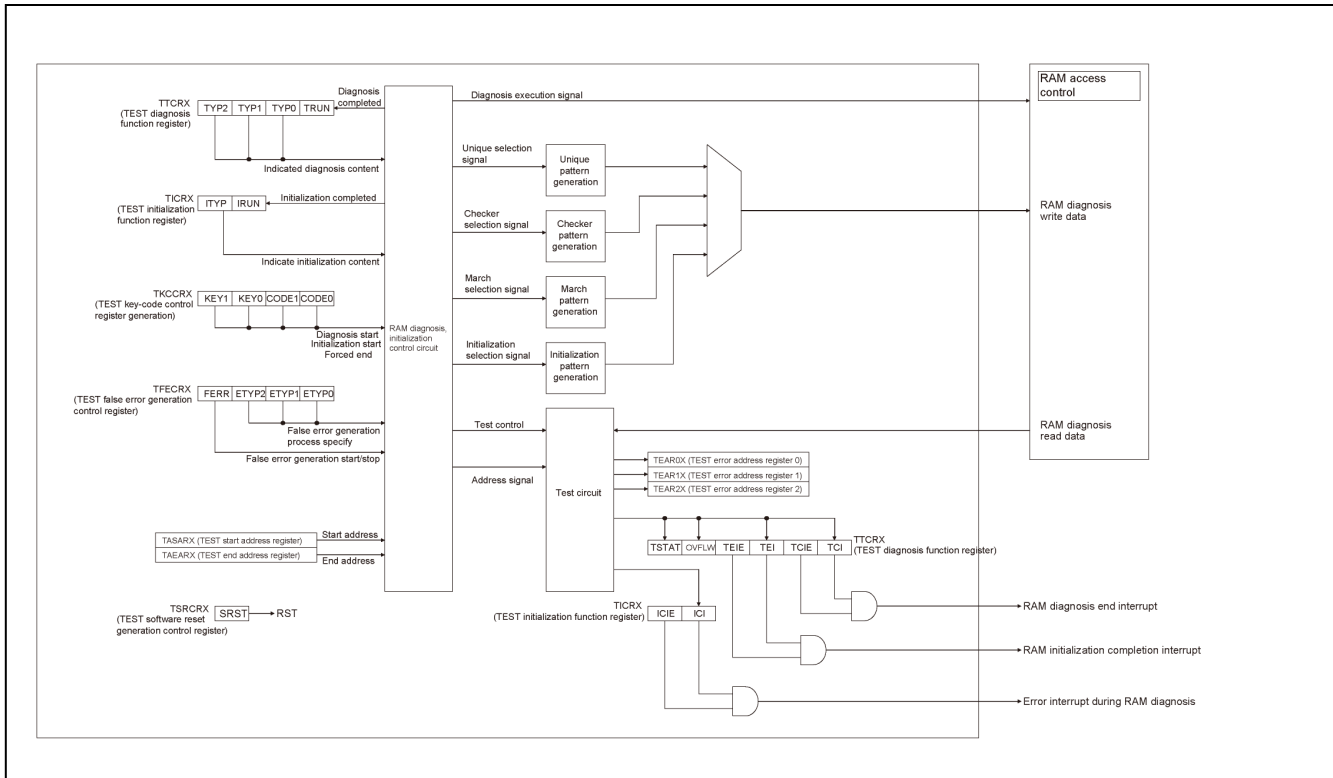 RAM access
control
Diagnosis
completed
Diagnosis execution signal
TTCRX
(TEST diagnosis
function register)
TYP2 TYP1 TYP0 TRUN
Indicated diagnosis content
Unique selection
signal
Unique
pattern
generation
TICRX
(TEST initialization
function register)
ITYP IRUN
Initialization completed
Indicate initialization content
Checker
selection signal
Checker
pattern
generation
RAM diagnosis
write data
TKCCRX
(TEST key-code control
register generation)
KEY1 KEY0 CODE1 CODE0
Diagnosis start
Initialization start
Forced end
RAM diagnosis,
initialization
control circuit
March
selection signal
March
pattern
generation
Initialization
selection signal
Initialization
pattern
generation
TFECRX
(TEST false error generation
control register)
FERR ETYP2 ETYP1 ETYP0
False error generation
process specify
False error generation start/stop
Test control
Address signal
Test circuit
RAM diagnosis
read data
TEAR0X (TEST error address register 0)
TEAR1X (TEST error address register 1)
TEAR2X (TEST error address register 2)
TASARX (TEST start address register)
TAEARX (TEST end address register)
Start address
End address
TSTAT OVFLW TEIE TEI TCIE TCI
TTCRX
(TEST diagnosis function register)
TSRCRX
(TEST software reset
generation control register)
SRST
RST
TICRX
(TEST initialization function register)
ICIE ICI
RAM diagnosis end interrupt
RAM initialization completion interrupt
Error interrupt during RAM diagnosis